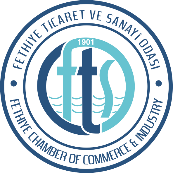 FETHİYE TİCARET VE SANAYİ ODASI
1901
ftso
FETHIYE CHAMBER OF COMMERCE & INDUSTRY